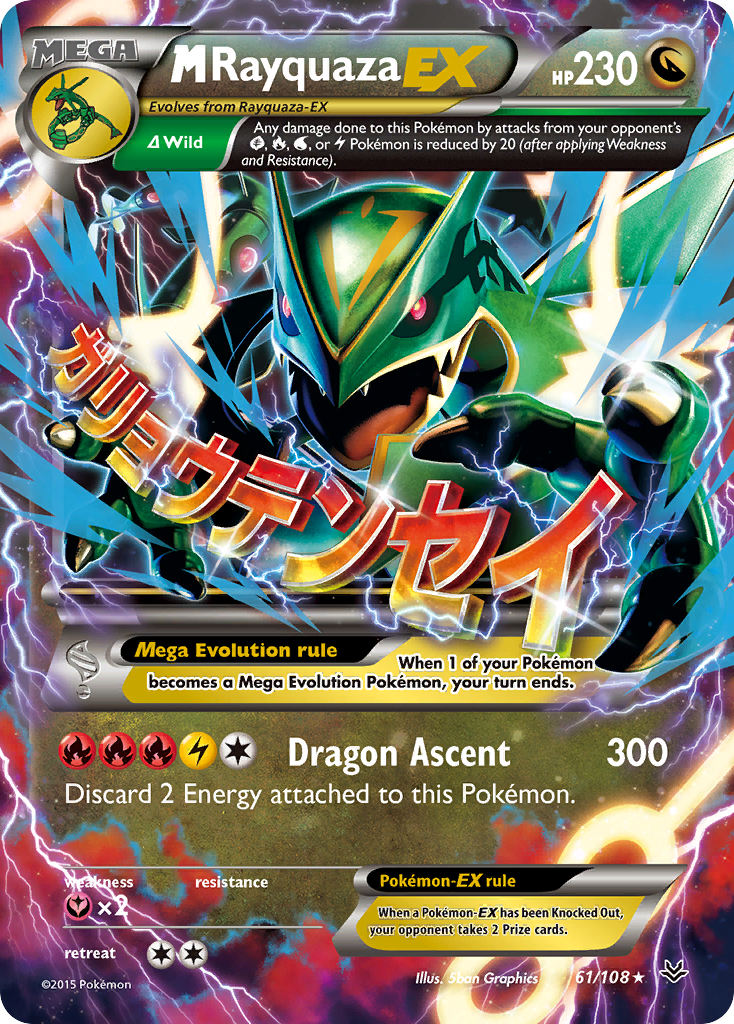 MEGA
M Rayquaza EX
HP230
Evolves from Rayquaza-EX
Δ Wild
Any damage done to this Pokémon by attacks from your opponent's
, , , or Pokémon is reduced by 20 (after applying Weakness
and Resistance).
ガリョウテンセイ
Mega Evolution rule
When 1 of your Pokémon
becomes a Mega Evolution Pokémon, your turn ends.
Dragon Ascent 300
Discard 2 Energy attached to this Pokémon.
weakness resistance
×2
retreat
Pokémon-EX rule
When a Pokémon-EX has been Knocked Out,
your opponent takes 2 Prize cards.
©2015 Pokémon
Illus. 5ban Graphics
61/108 ★